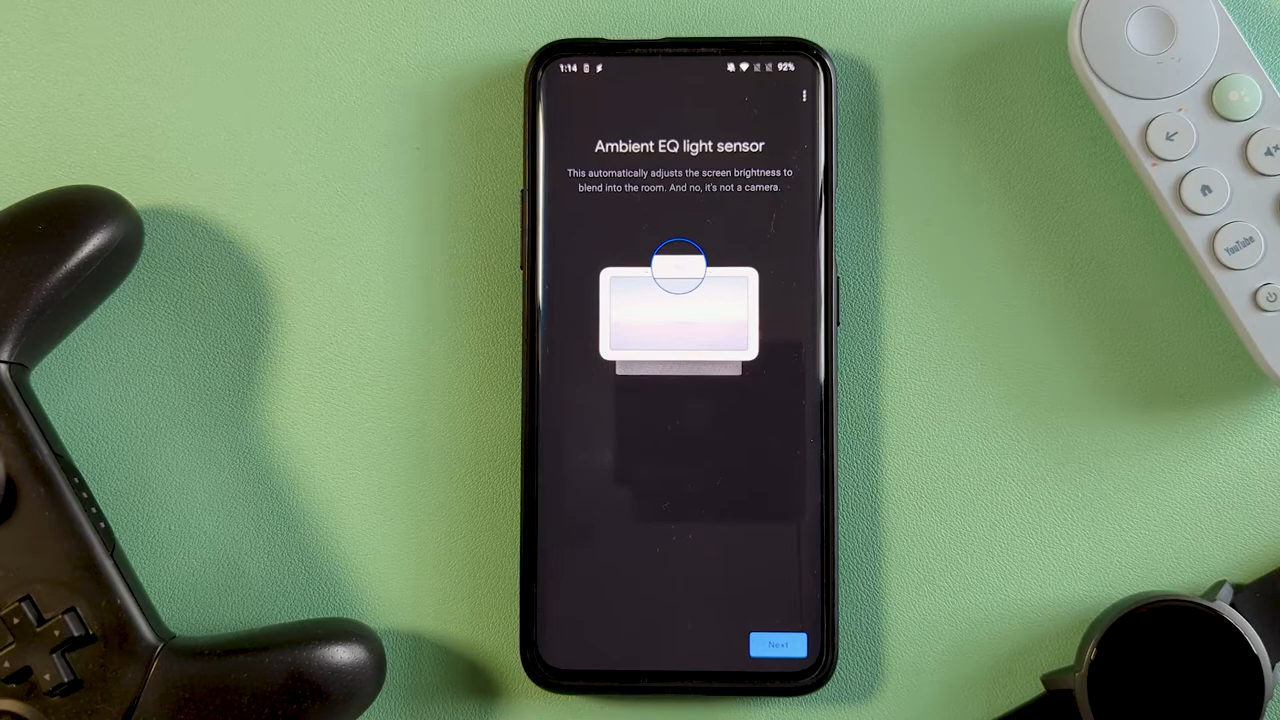 1:14
92%
Ambient EQ light sensor
This automatically adjusts the screen brightness to
blend into the room. And no, it's not a camera.
Next
YouTube